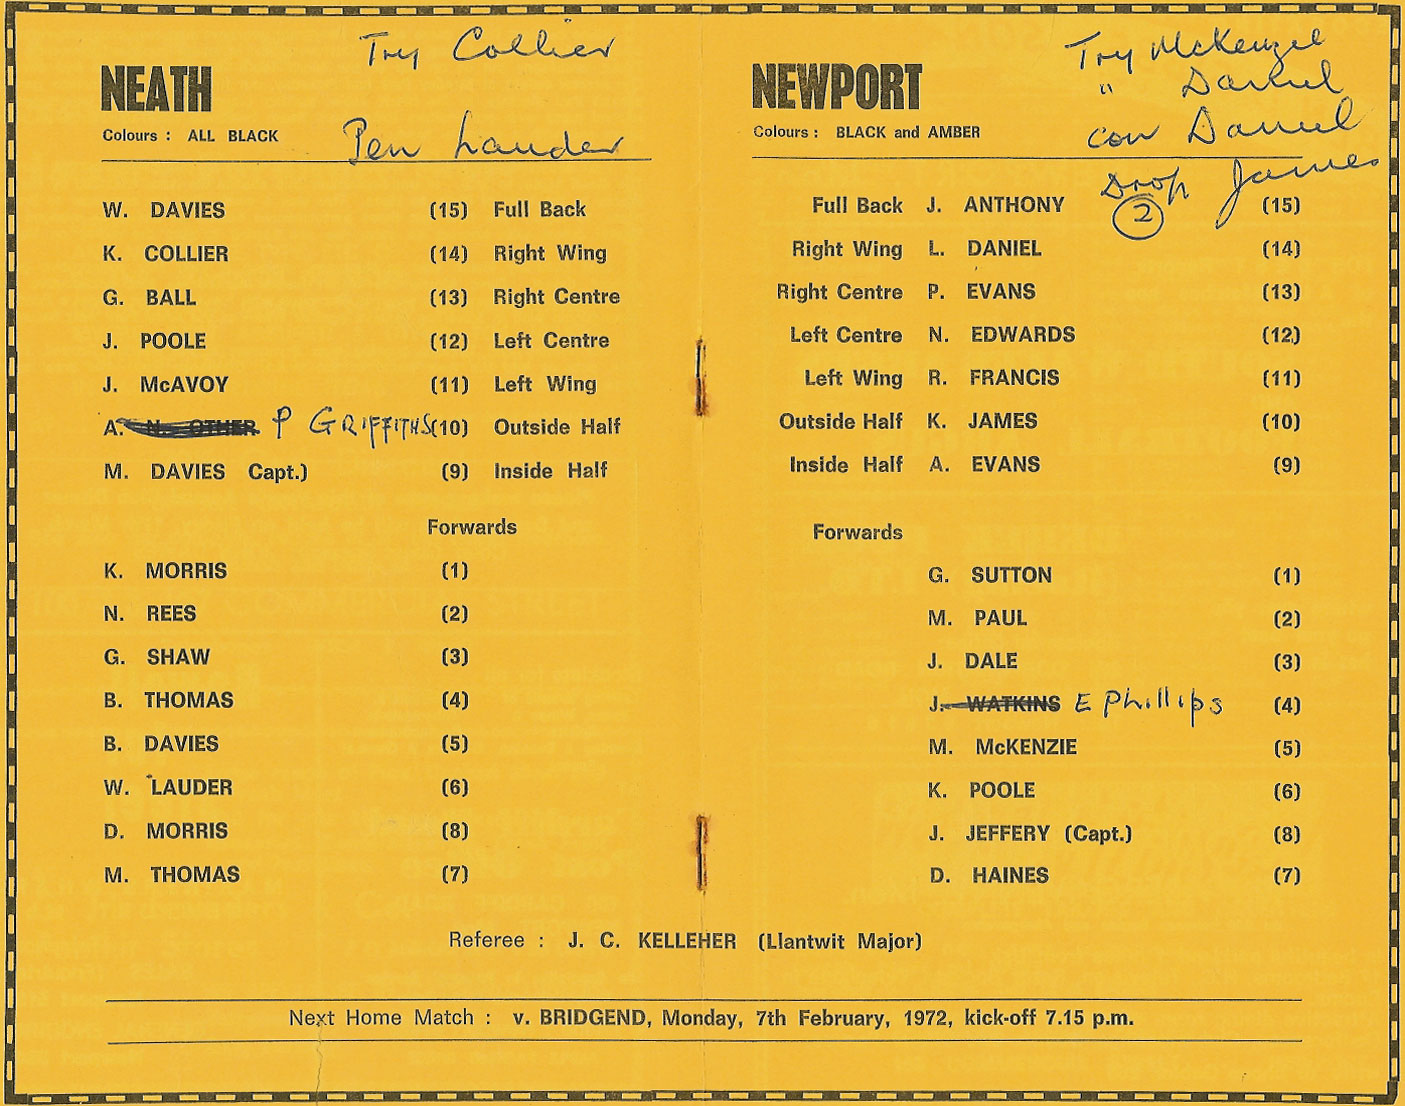 Try Collier
NEATH
Colours : ALL BLACK
Pen Lauder
W. DAVIES (15) Full Back
K. COLLIER (14) Right Wing
G. BALL (13) Right Centre
J. POOLE (12) Left Centre
J. McAVOY (11) Left Wing
A. N. OTHER P GRIFFITHS (10) Outside Half
M. DAVIES Capt.) (9) Inside Half
Forwards
K. MORRIS (1)
N. REES (2)
G. SHAW (3)
B. THOMAS (4)
B. DAVIES (5)
W. LAUDER (6)
D. MORRIS (8)
M. THOMAS (7)
Try McKenzie
" Daniel
con Daniel
Drop James
2
NEWPORT
Colours : BLACK and AMBER
Full Back J. ANTHONY (15)
Right Wing L. DANIEL (14)
Right Centre P. EVANS (13)
Left Centre N. EDWARDS (12)
Left Wing R. FRANCIS (11)
Outside Half K. JAMES (10)
Inside Half A. EVANS (9)
Forwards
G. SUTTON (1)
M. PAUL (2)
J. DALE (3)
J. WATKINS E Phillips (4)
M. McKENZIE (5)
K. POOLE (6)
J. JEFFERY (Capt.) (8)
D. HAINES (7)
Referee : J. C. KELLEHER (Llantwit Major)
Next Home Match : v. BRIDGEND, Monday, 7th February, 1972, kick-off 7.15 p.m.